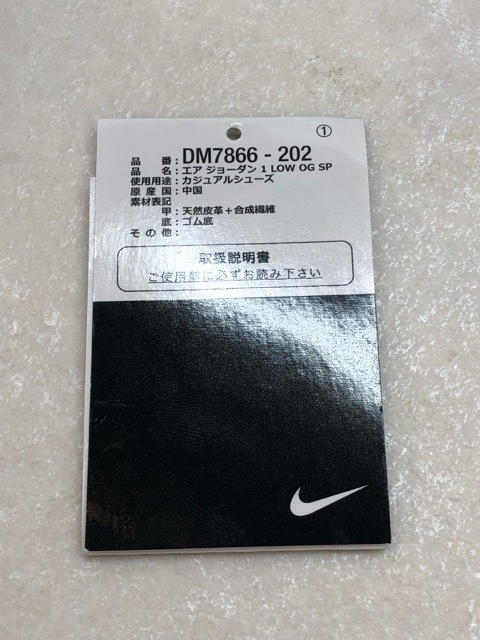 ①
品番：DM7866 - 202
品名：エア ジョーダン 1 LOW OG SP
使用用途：カジュアルシューズ
原産国：中国
素材表記
甲：天然皮革＋合成繊維
底：ゴム底
その他：
取扱説明書
ご使用前に必ずお読み下さい